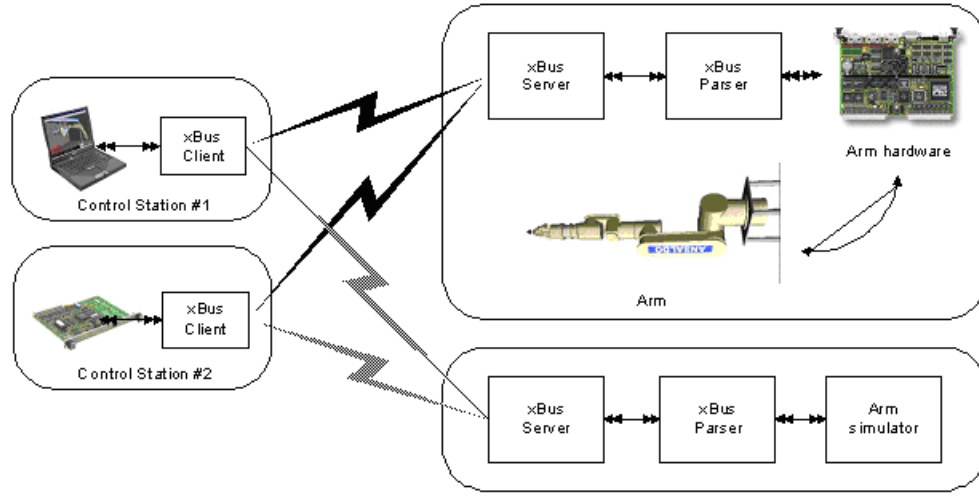 xBus
Server
xBus
Parser
Arm hardware
xBus
Client
Control Station #1
ANSALDO
Arm
xBus
Client
Control Station #2
xBus
Server
xBus
Parser
Arm
simulator